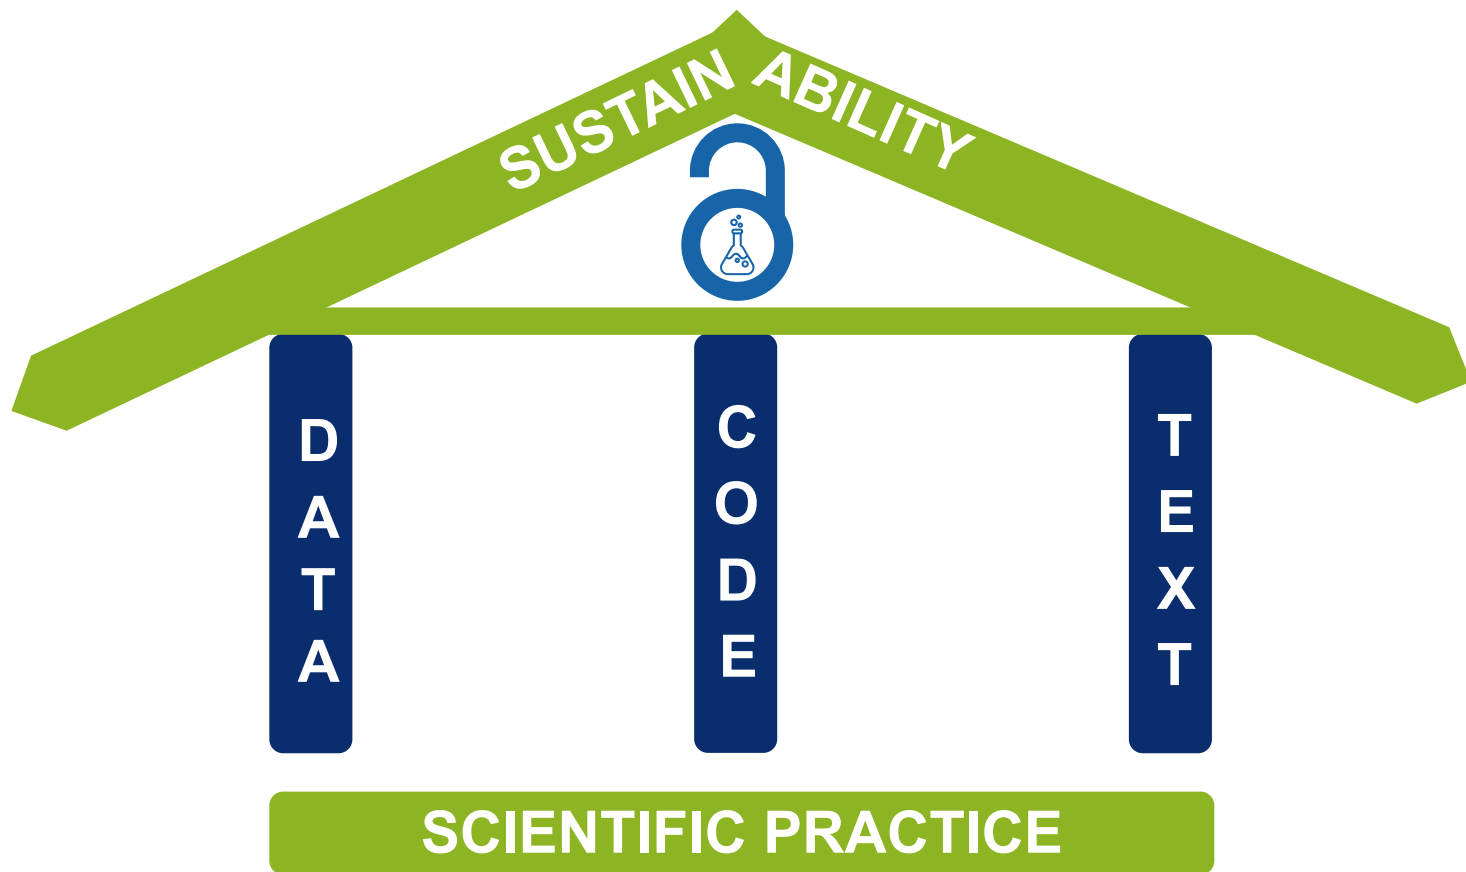 SUSTAIN ABILITY
DATA
CODE
TEXT
SCIENTIFIC PRACTICE